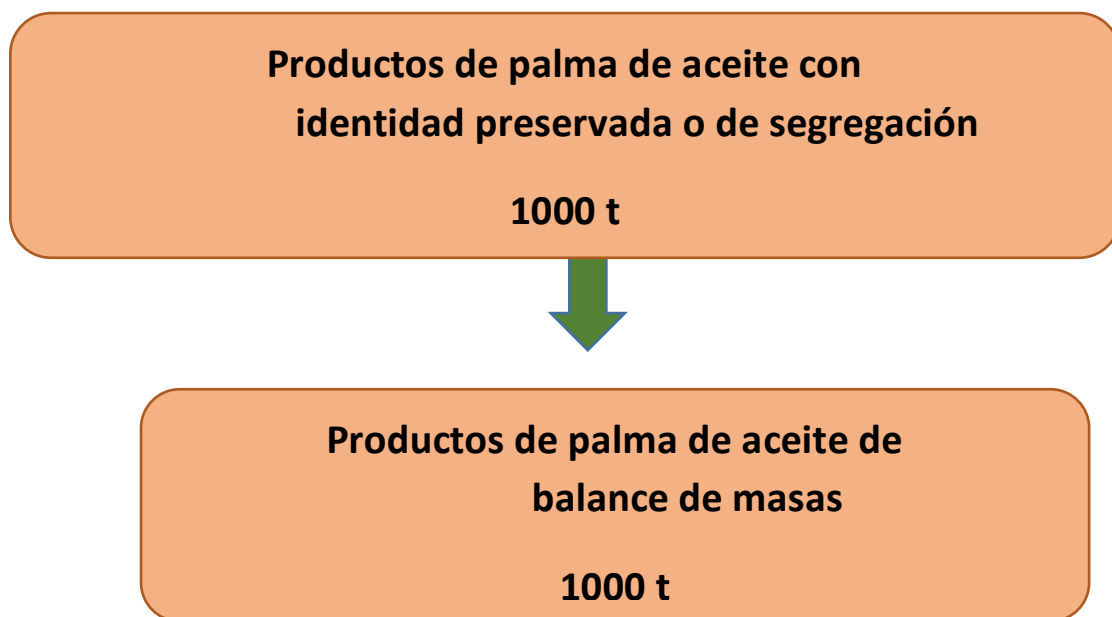 Productos de palma de aceite con
identidad preservada o de segregación
1000 t
Productos de palma de aceite de
balance de masas
1000 t